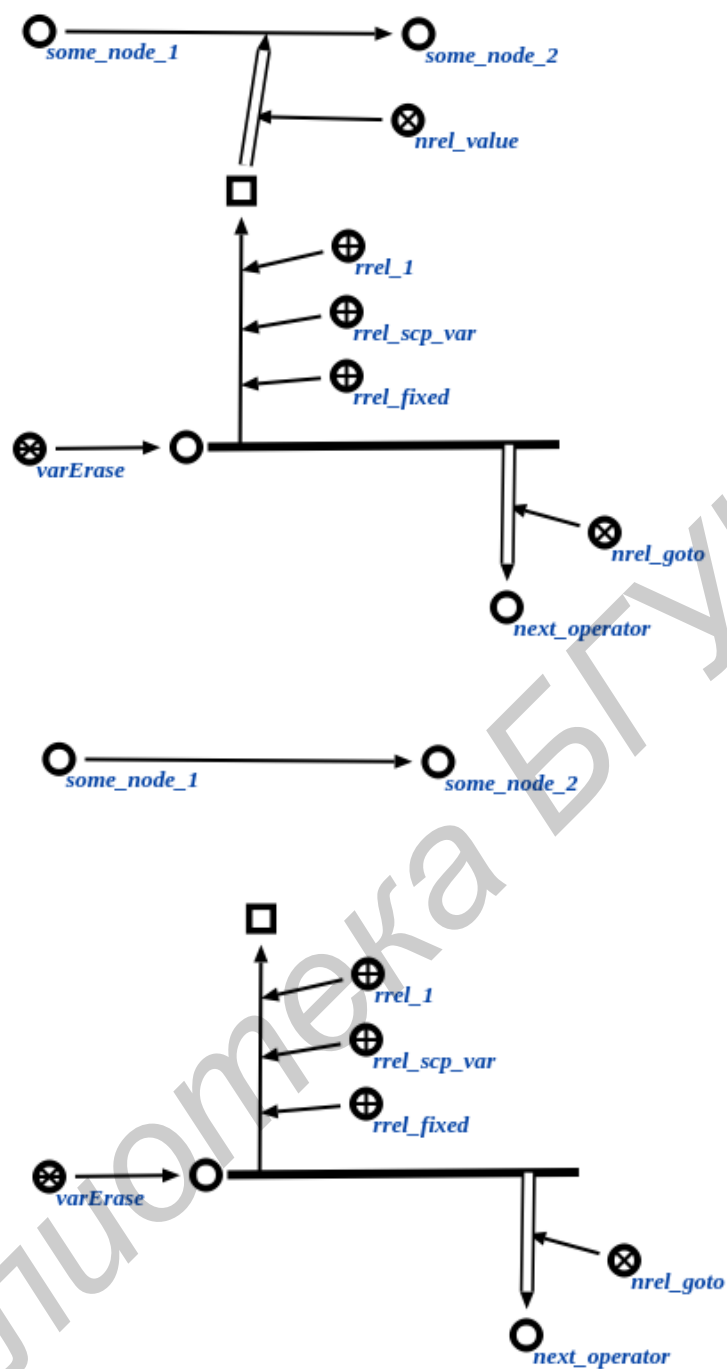 some_node_1
some_node_2
nrel_value
rrel_1
rrel_scp_var
rrel_fixed
varErase
nrel_goto
next_operator
some_node_1
some_node_2
rrel_1
rrel_scp_var
rrel_fixed
varErase
nrel_goto
next_operator